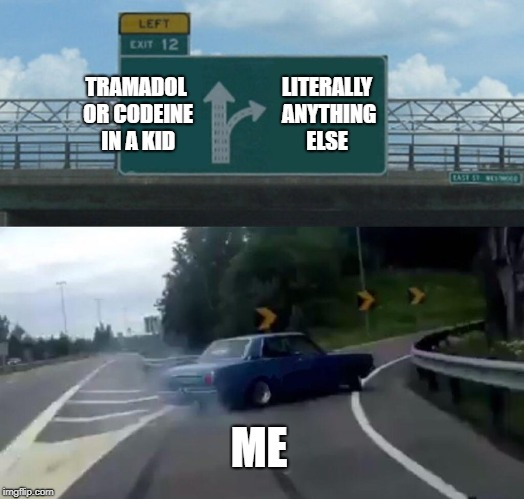 LEFT
EXIT 12
TRAMADOL
OR CODEINE
IN A KID
LITERALLY
ANYTHING
ELSE
ME
imgflip.com